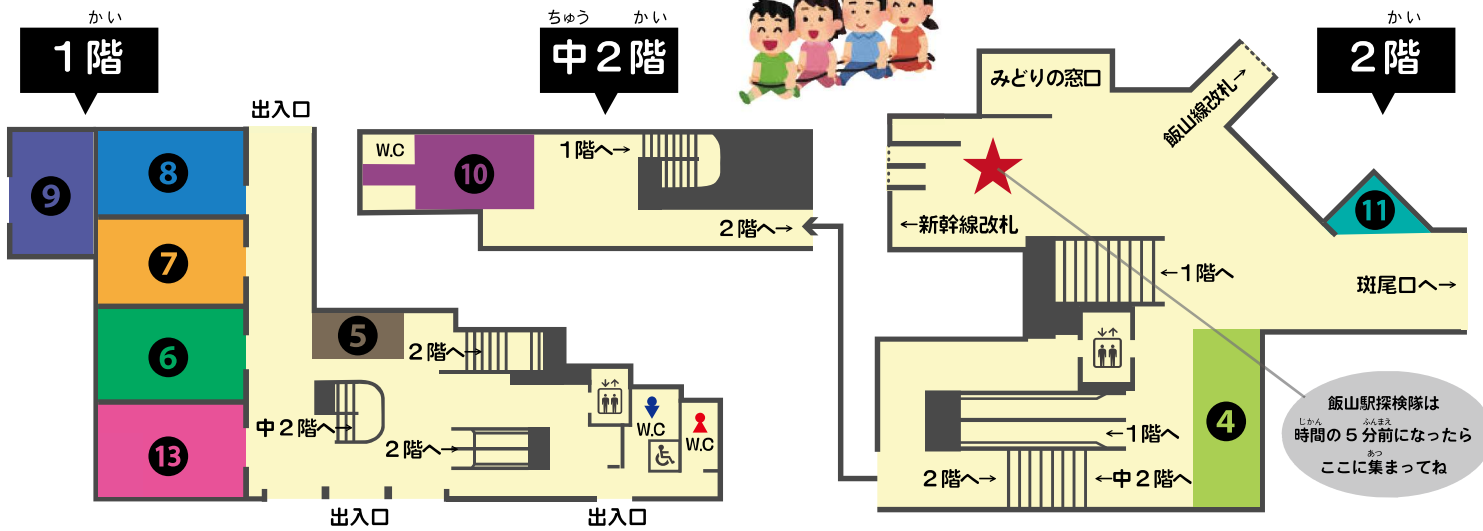 かい
1階
ちゅう かい
中2階
かい
2階
出入口
9
8
7
6
13
5
2階へ→
中2階へ→
2階へ→
W.C
W.C
出入口
出入口
W.C
10
1階へ→
2階へ→
みどりの窓口
飯山線改札→
←新幹線改札
11
←1階へ
斑尾口へ→
4
←1階へ
2階へ→
←中2階へ
飯山駅探検隊は
じかん ふんまえ
時間の5分前になったら
あつ
ここに集まってね